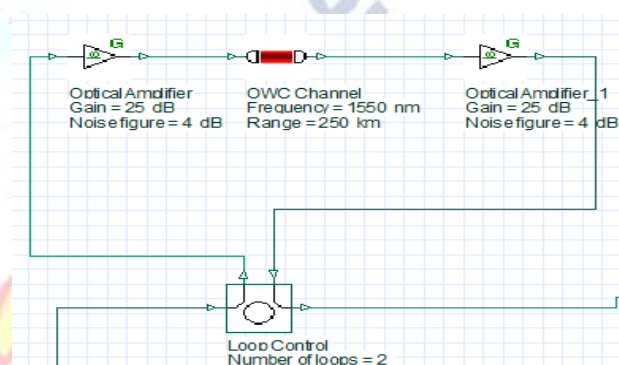 G
G
Optical Amplifier
Gain = 25 dB
Noise figure = 4 dB
OWC Channel
Frequency = 1550 nm
Range = 250 km
Optical Amplifier_1
Gain = 25 dB
Noise figure = 4 dB
Loop Control
Number of loops = 2